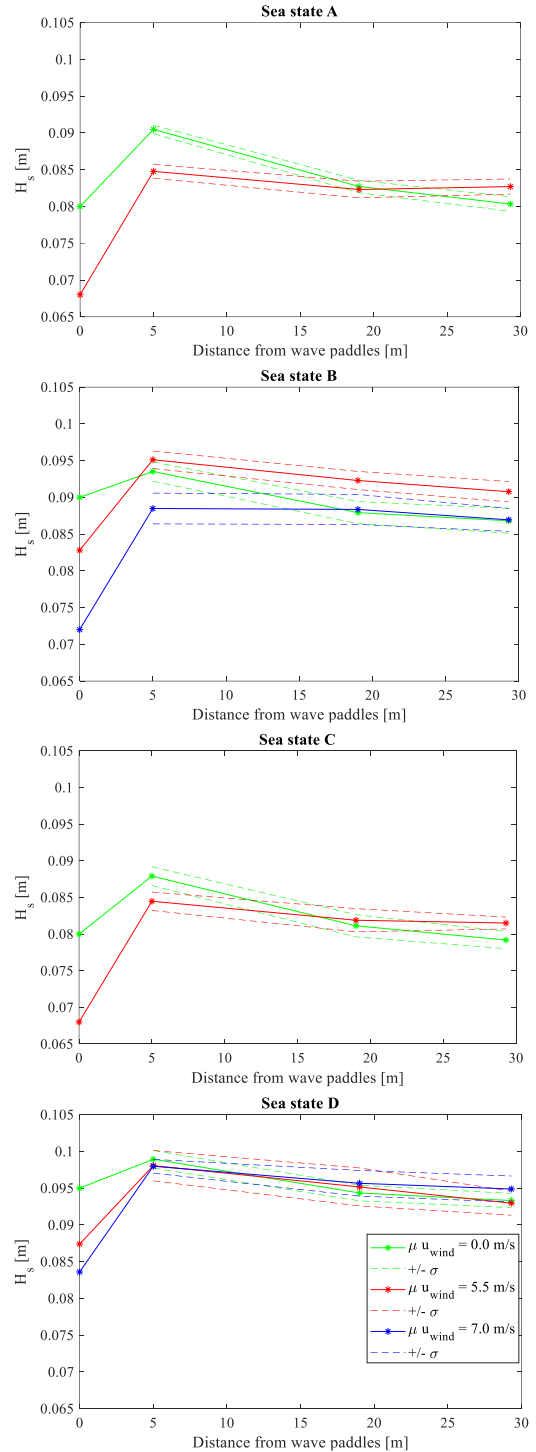 Sea state A
0.105
0.1
0.095
0.09
0.085
0.08
0.075
0.07
0.065
H_s [m]
0 5 10 15 20 25 30
Distance from wave paddles [m]
Sea state B
0.105
0.1
0.095
0.09
0.085
0.08
0.075
0.07
0.065
H_s [m]
0 5 10 15 20 25 30
Distance from wave paddles [m]
Sea state C
0.105
0.1
0.095
0.09
0.085
0.08
0.075
0.07
0.065
H_s [m]
0 5 10 15 20 25 30
Distance from wave paddles [m]
Sea state D
0.105
0.1
0.095
0.09
0.085
0.08
0.075
0.07
0.065
H_s [m]
μ u_wind = 0.0 m/s
+/- σ
μ u_wind = 5.5 m/s
+/- σ
μ u_wind = 7.0 m/s
+/- σ
0 5 10 15 20 25 30
Distance from wave paddles [m]